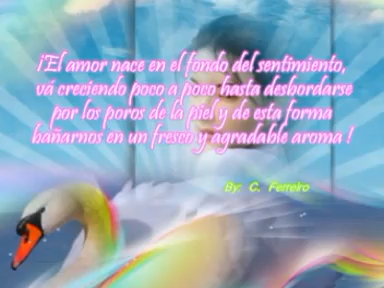 ¡El amor nace en el fondo del sentimiento,
vá creciendo poco a poco hasta desbordarse
por los poros de la piel y de esta forma
bañarnos en un fresco y agradable aroma !
By: C. Ferreiro